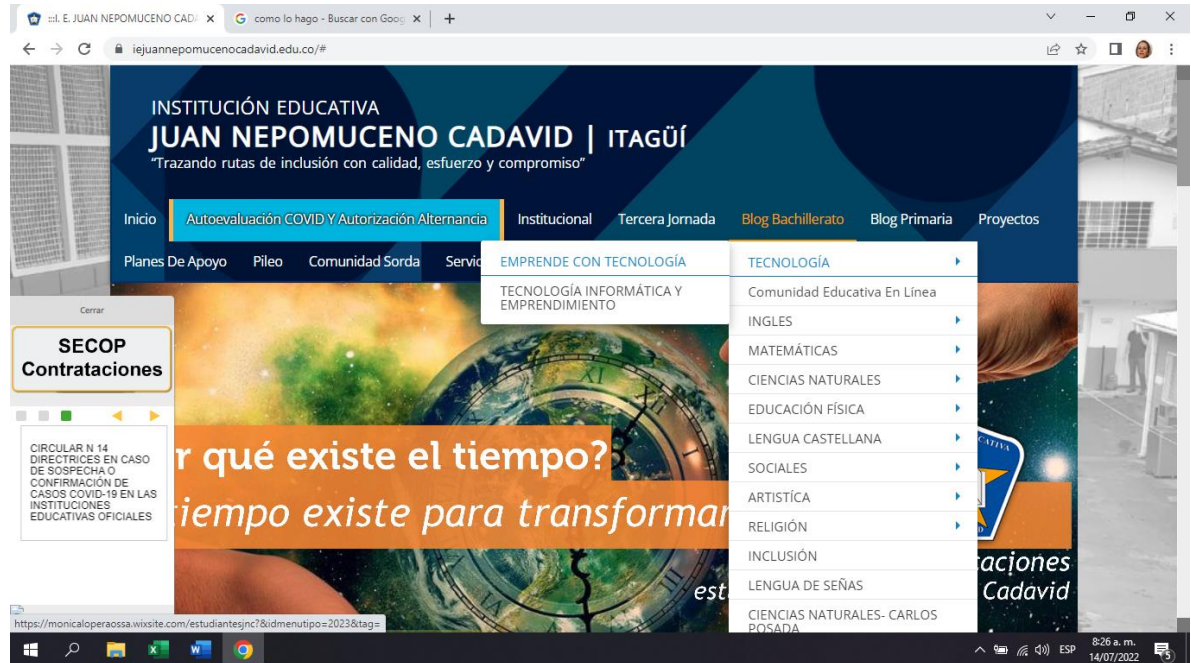 :::I. E. JUAN NEPOMUCENO CAD
como lo hago - Buscar con Goog
iejuannepomucenocadavid.edu.co/#
INSTITUCIÓN EDUCATIVA
JUAN NEPOMUCENO CADAVID | ITAGÜÍ
"Trazando rutas de inclusión con calidad, esfuerzo y compromiso"
Inicio Autoevaluación COVID Y Autorización Alternancia Institucional Tercera Jornada Blog Bachillerato Blog Primaria Proyectos
Planes De Apoyo Pileo Comunidad Sorda Servic
EMPRENDE CON TECNOLOGÍA
TECNOLOGÍA INFORMÁTICA Y
EMPRENDIMIENTO
TECNOLOGÍA
Comunidad Educativa En Línea
INGLES
MATEMÁTICAS
CIENCIAS NATURALES
EDUCACIÓN FÍSICA
LENGUA CASTELLANA
SOCIALES
ARTISTÍCA
RELIGIÓN
INCLUSIÓN
LENGUA DE SEÑAS
CIENCIAS NATURALES- CARLOS
POSADA
Cerrar
SECOP
Contrataciones
CIRCULAR N 14
DIRECTRICES EN CASO
DE SOSPECHA O
CONFIRMACIÓN DE
CASOS COVID-19 EN LAS
INSTITUCIONES
EDUCATIVAS OFICIALES
r qué existe el tiempo?
tiempo existe para transformar
aciones
est Cadavid
https://monicaloperaossa.wixsite.com/estudiantesjnc?&idmenutipo=2023&tag=
ESP
8:26 a. m.
14/07/2022
5